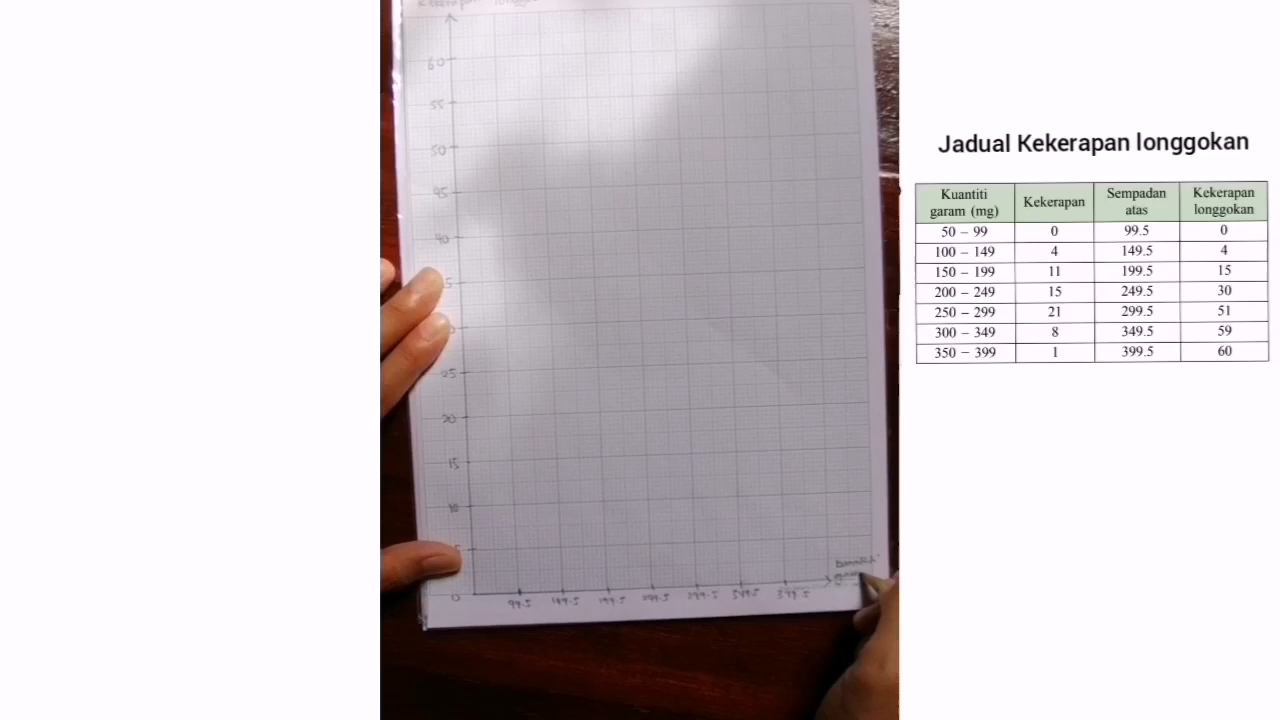 Kekerapan longgokan
60
55
50
45
40
25
20
15
10
5
0
99.5 149.5 199.5 249.5 299.5 349.5 399.5
Jadual Kekerapan longgokan
Kuantiti garam (mg) Kekerapan Sempadan atas Kekerapan longgokan
50 – 99 0 99.5 0
100 – 149 4 149.5 4
150 – 199 11 199.5 15
200 – 249 15 249.5 30
250 – 299 21 299.5 51
300 – 349 8 349.5 59
350 – 399 1 399.5 60